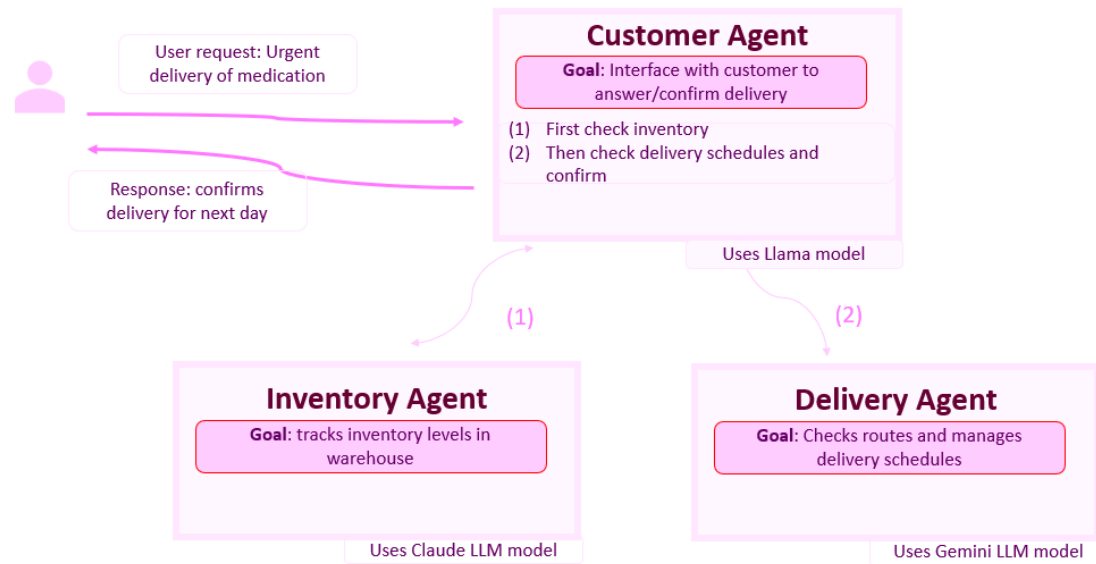 User request: Urgent
delivery of medication
Response: confirms
delivery for next day
Customer Agent
Goal: Interface with customer to
answer/confirm delivery
(1) First check inventory
(2) Then check delivery schedules and
confirm
Uses Llama model
(1)
(2)
Inventory Agent
Goal: tracks inventory levels in
warehouse
Uses Claude LLM model
Delivery Agent
Goal: Checks routes and manages
delivery schedules
Uses Gemini LLM model